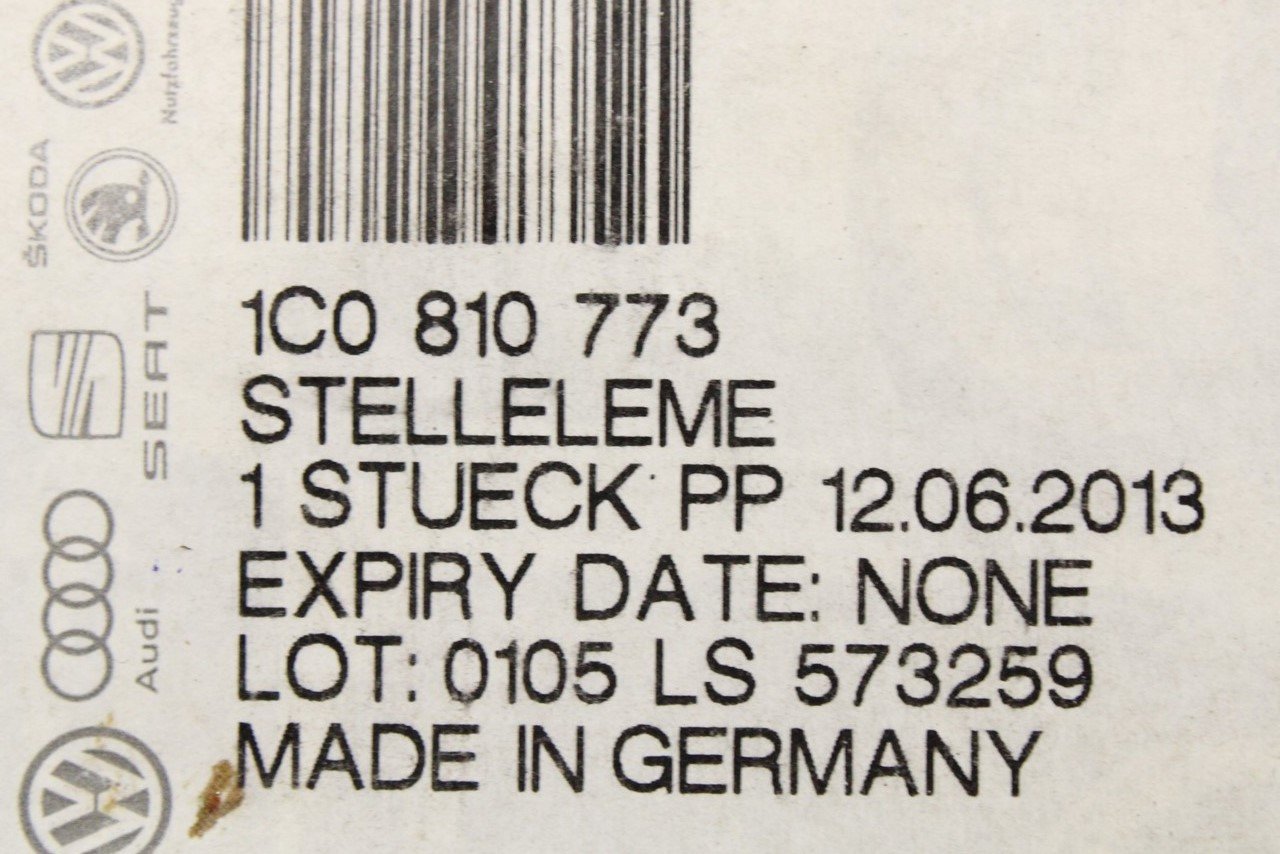 Nutzfahrzeug
ŠKODA
SEAT
Audi
1C0 810 773
STELLELEME
1 STUECK PP 12.06.2013
EXPIRY DATE: NONE
LOT: 0105 LS 573259
MADE IN GERMANY